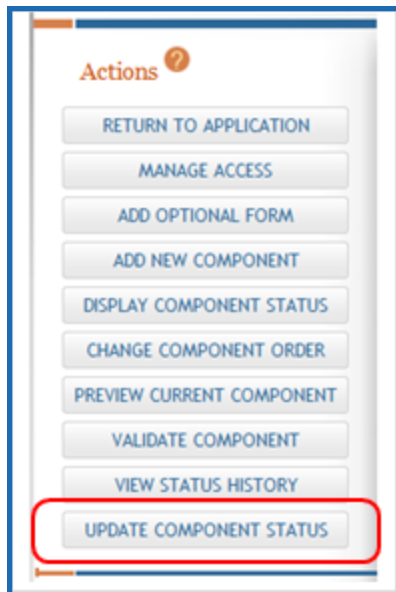 Actions ?
RETURN TO APPLICATION
MANAGE ACCESS
ADD OPTIONAL FORM
ADD NEW COMPONENT
DISPLAY COMPONENT STATUS
CHANGE COMPONENT ORDER
PREVIEW CURRENT COMPONENT
VALIDATE COMPONENT
VIEW STATUS HISTORY
UPDATE COMPONENT STATUS